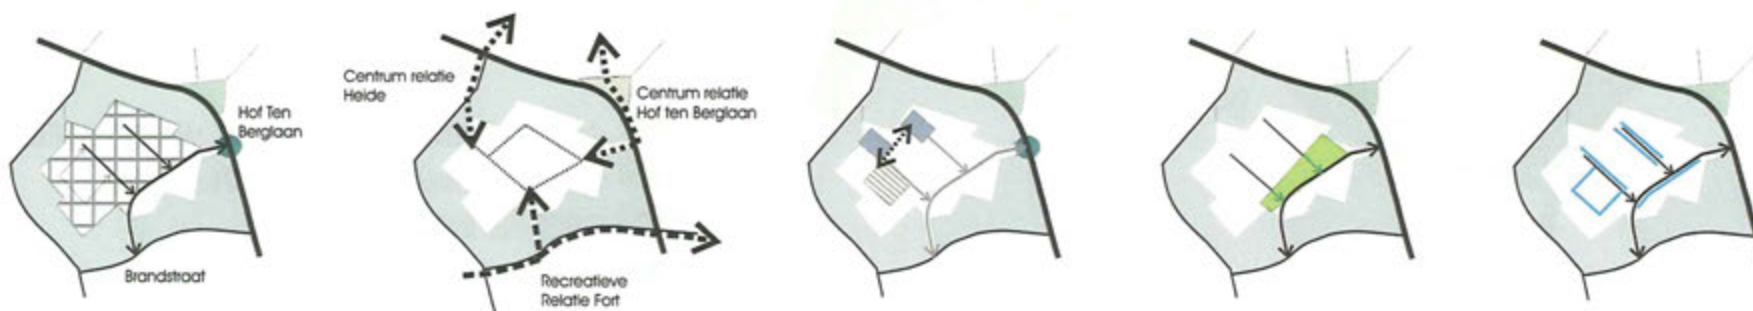 Hof Ten
Berglaan
Brandstraat
Centrum relatie
Heide
Centrum relatie
Hof ten Berglaan
Recreatieve
Relatie Fort